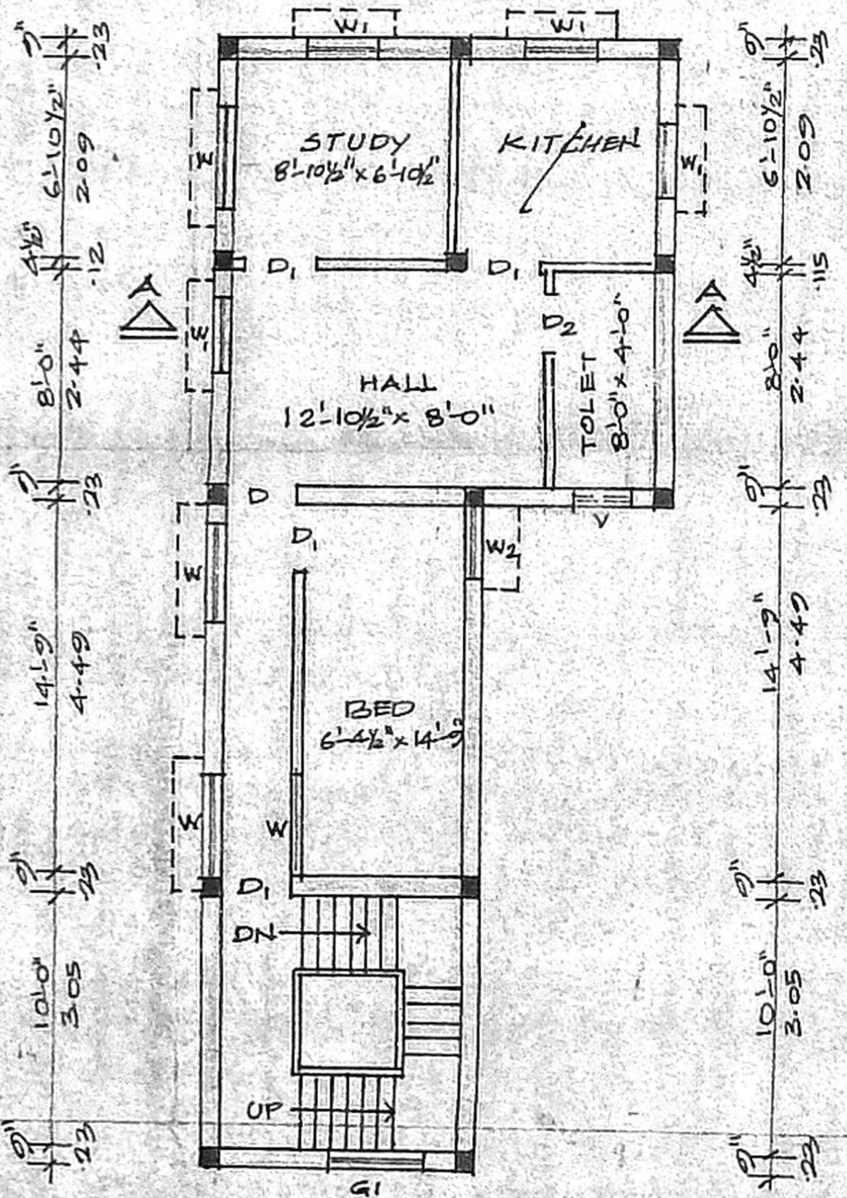 W1
W1
STUDY
8'-10½" x 6'-10½"
KITCHEN
W
W1
D1
D1
A
A
W
D2
HALL
12'-10½" x 8'-0"
TOLET
8'-0" x 4'-0"
D
D1
W2
V
W
BED
6'-4½" x 14'-9"
W
W
D1
DN
UP
G1
9"
.23
6'-10½"
2.09
4½"
.12
8'-0"
2.44
9"
.23
14'-9"
4.49
9"
.23
10'-0"
3.05
9"
.23
9"
.23
6'-10½"
2.09
4½"
.115
8'-0"
2.44
9"
.23
14'-9"
4.49
9"
.23
10'-0"
3.05
9"
.23